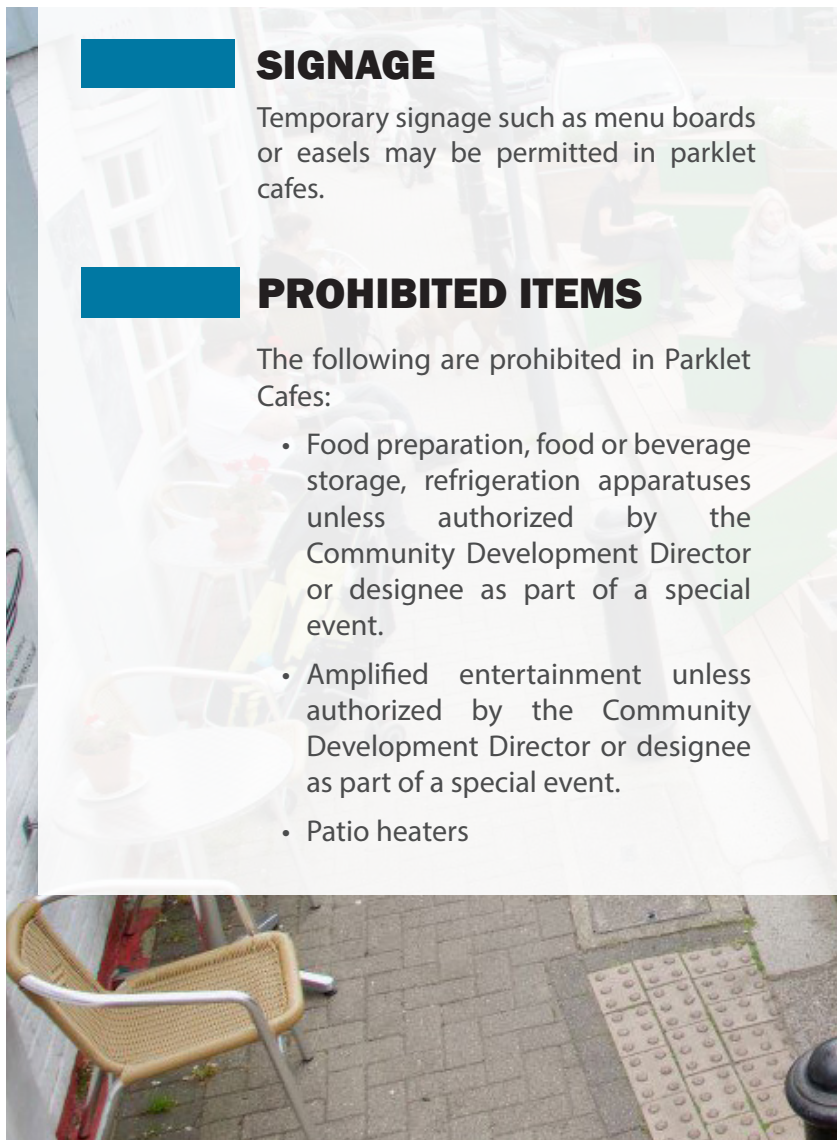 SIGNAGE
Temporary signage such as menu boards
or easels may be permitted in parklet
cafes.
PROHIBITED ITEMS
The following are prohibited in Parklet
Cafes:
• Food preparation, food or beverage
storage, refrigeration apparatuses
unless authorized by the
Community Development Director
or designee as part of a special
event.
• Amplified entertainment unless
authorized by the Community
Development Director or designee
as part of a special event.
• Patio heaters